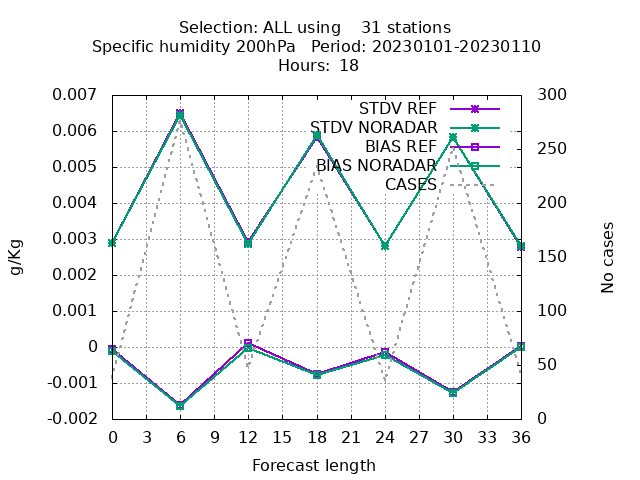 Selection: ALL using    31 stations
Specific humidity 200hPa   Period: 20230101-20230110
Hours: 18
0.007
0.006
0.005
0.004
0.003
0.002
0.001
0
-0.001
-0.002
g/Kg
STDV REF
STDV NORADAR
BIAS REF
BIAS NORADAR
CASES
300
250
200
150
100
50
0
No cases
0 3 6 9 12 15 18 21 24 27 30 33 36
Forecast length